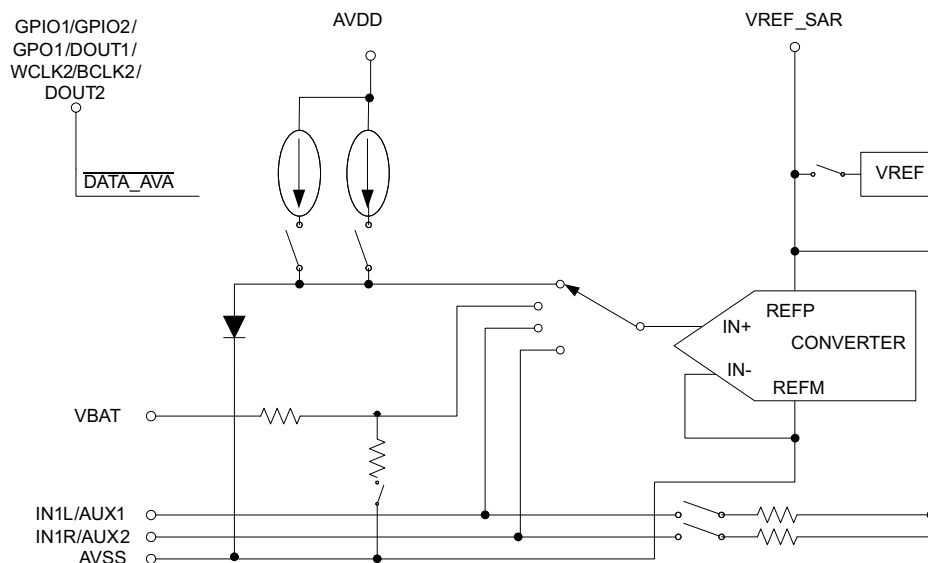 GPIO1/GPIO2/
GPO1/DOUT1/
WCLK2/BCLK2/
DOUT2
AVDD
VREF_SAR
DATA_AVA
VREF
REFP
IN+
CONVERTER
IN-
REFM
VBAT
IN1L/AUX1
IN1R/AUX2
AVSS